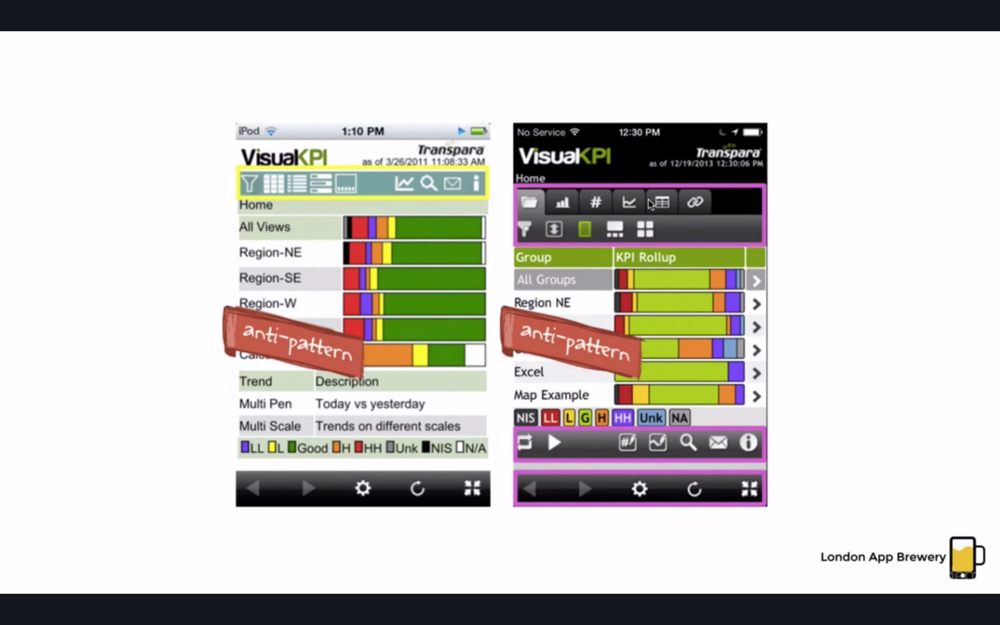 iPod 1:10 PM
VisualKPI Transpara
as of 3/26/2011 11:08:33 AM
Home
All Views
Region-NE
Region-SE
Region-W
anti-pattern
Trend Description
Multi Pen Today vs yesterday
Multi Scale Trends on different scales
LL L Good H HH Unk NIS N/A
No Service 12:30 PM
VisualKPI Transpara
as of 12/19/2013 12:30:06 PM
Home
#
Group KPI Rollup
All Groups
Region NE
anti-pattern
Excel
Map Example
NIS LL L G H HH Unk NA
#
London App Brewery